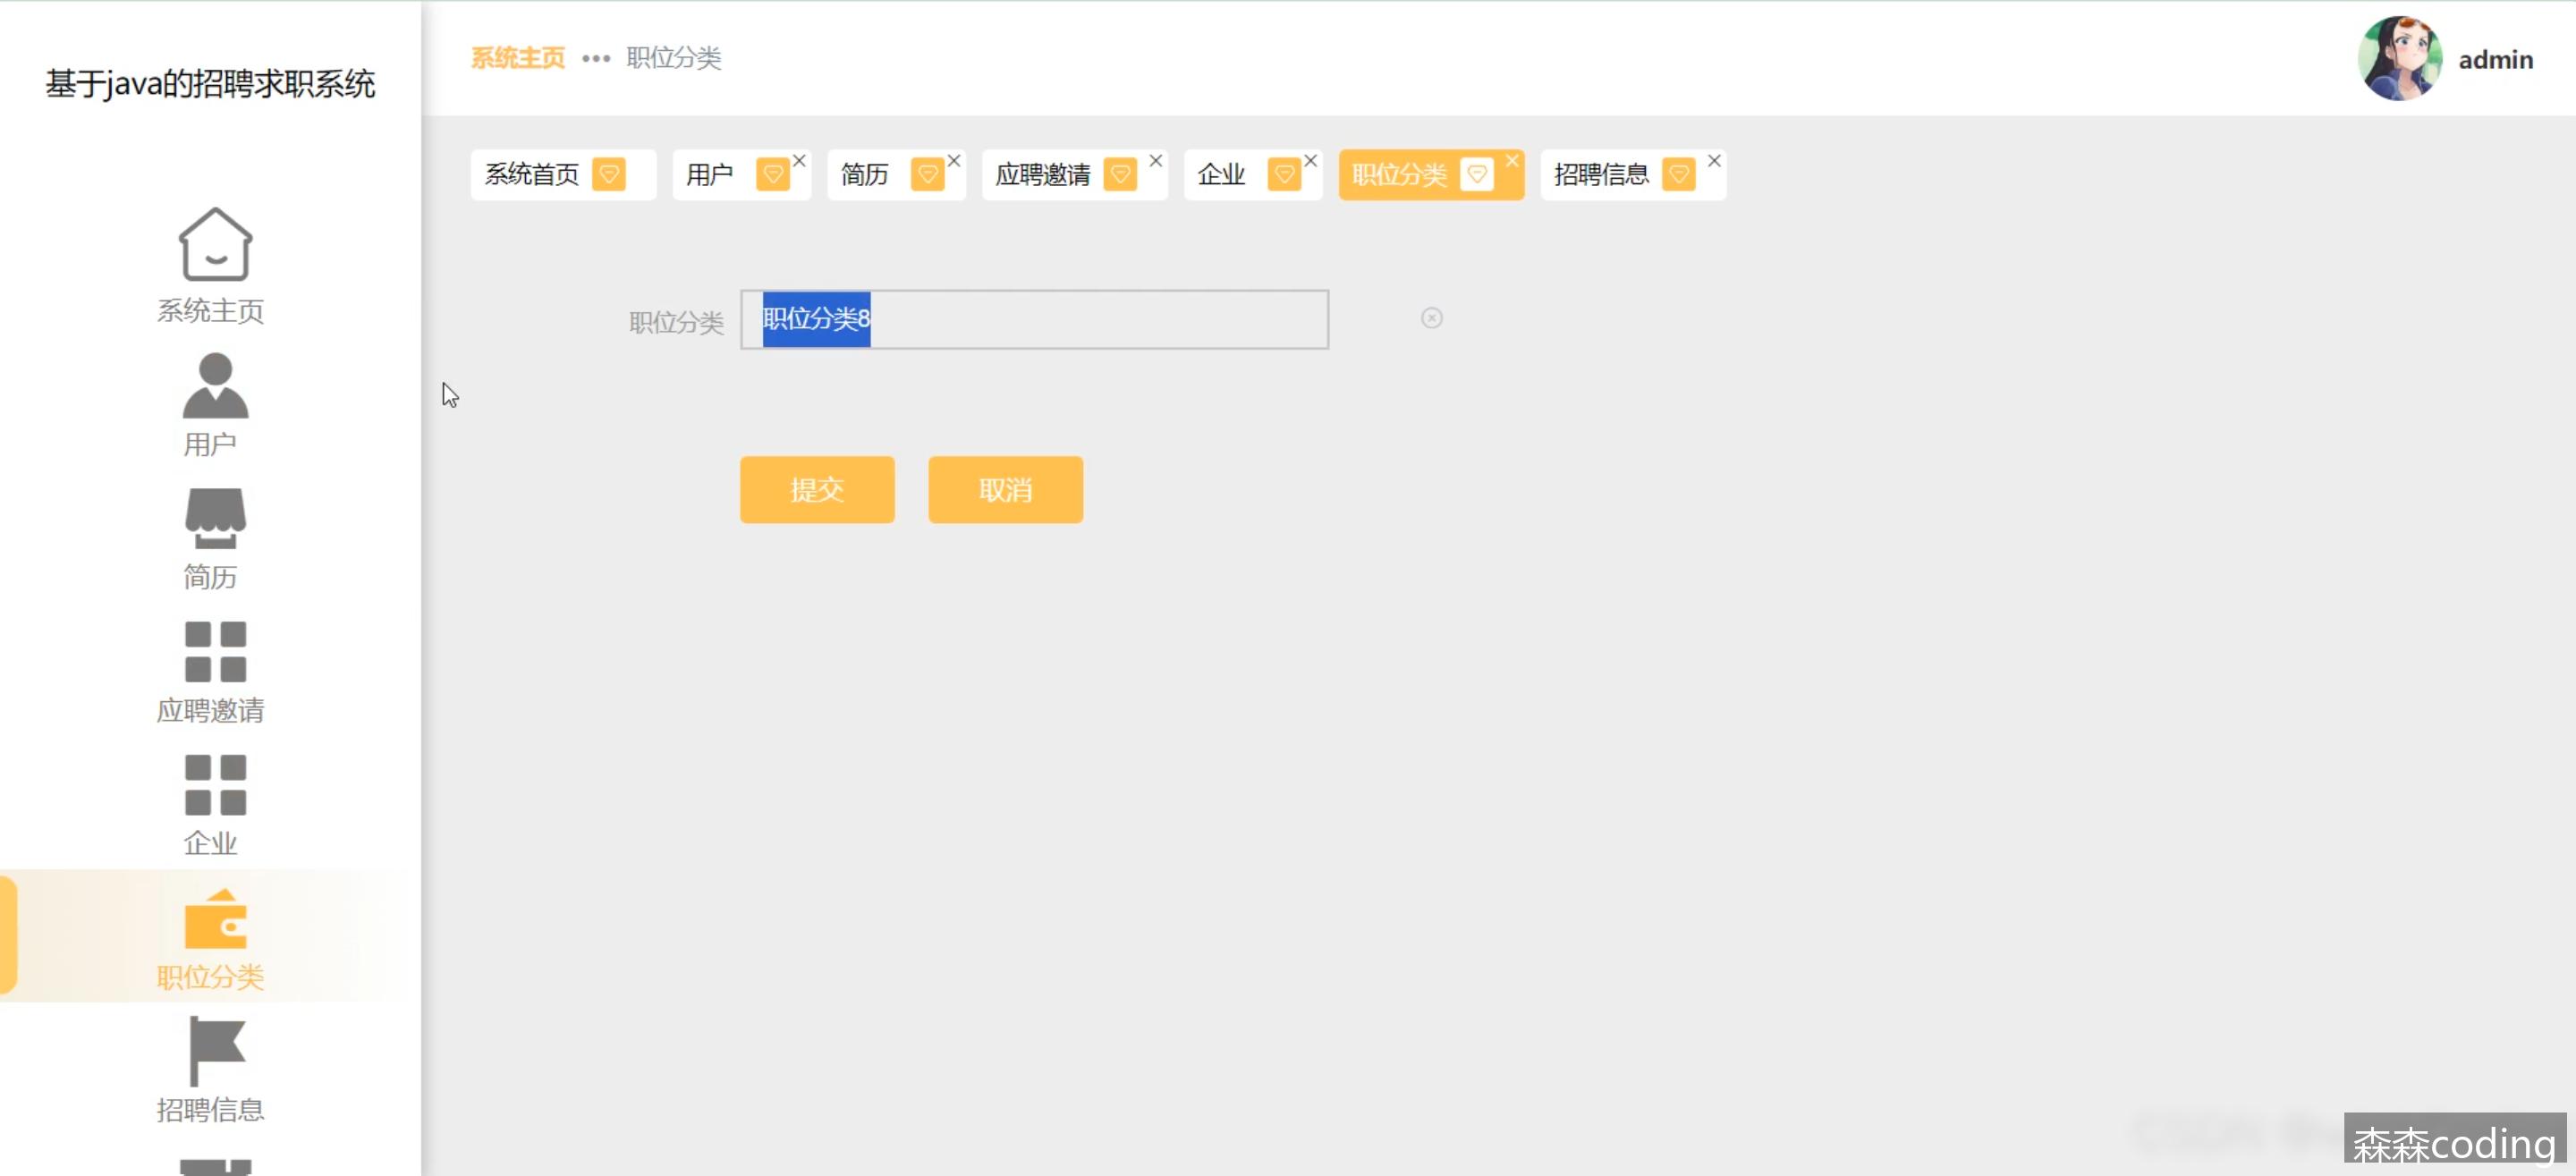 基于java的招聘求职系统
系统主页 ••• 职位分类
admin
系统首页 用户 简历 应聘邀请 企业 职位分类 招聘信息
职位分类 职位分类8
提交 取消
系统主页
用户
简历
应聘邀请
企业
职位分类
招聘信息
森森coding